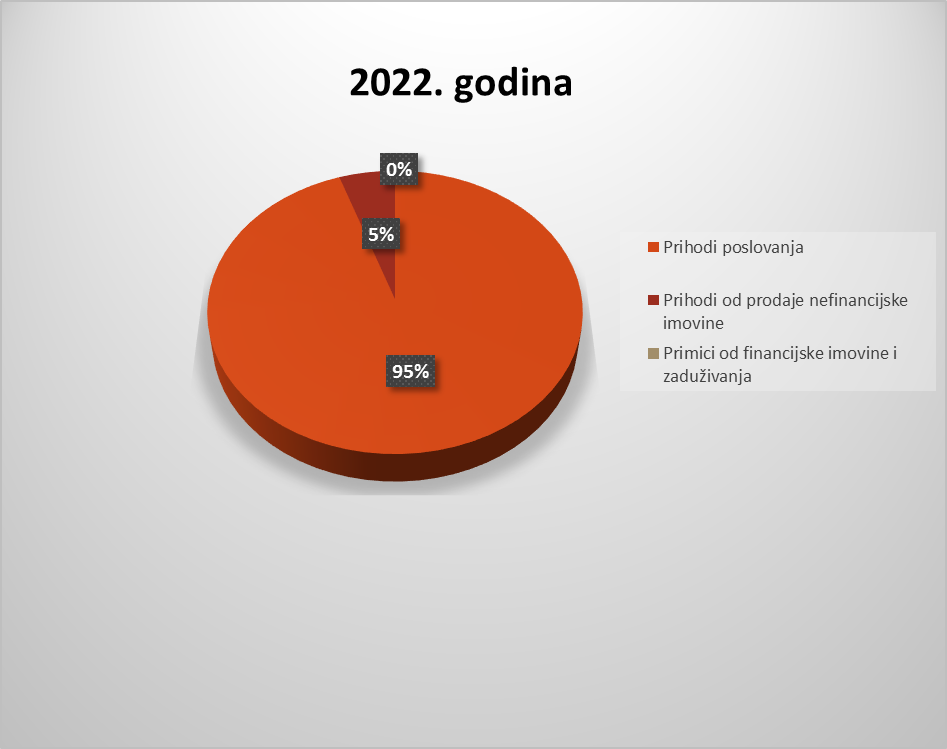 2022. godina
0%
5%
95%
Prihodi poslovanja
Prihodi od prodaje nefinancijske
imovine
Primici od financijske imovine i
zaduživanja